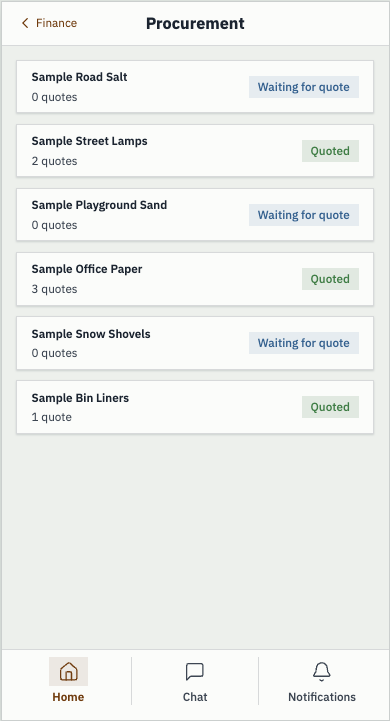 Finance
Procurement
Sample Road Salt
0 quotes
Waiting for quote
Sample Street Lamps
2 quotes
Quoted
Sample Playground Sand
0 quotes
Waiting for quote
Sample Office Paper
3 quotes
Quoted
Sample Snow Shovels
0 quotes
Waiting for quote
Sample Bin Liners
1 quote
Quoted
Home
Chat
Notifications